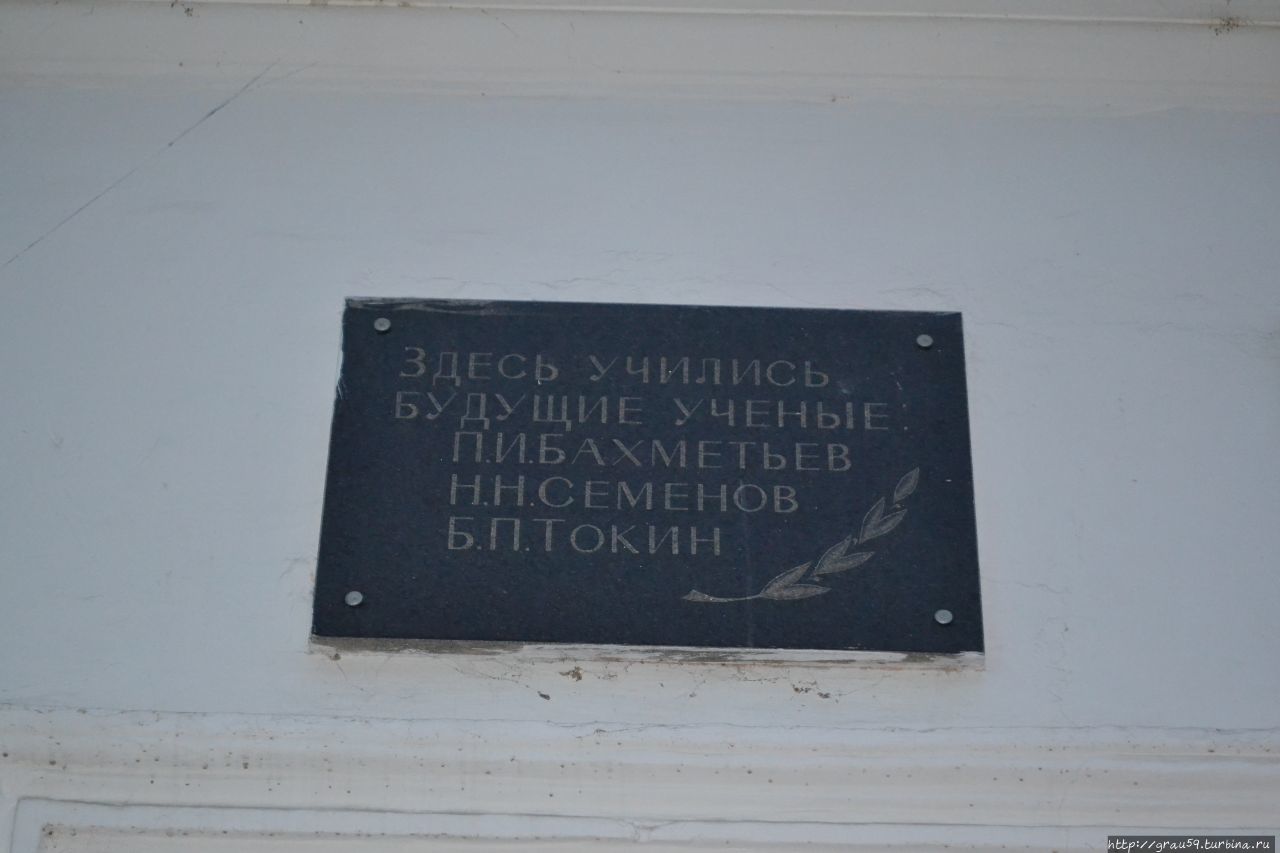 Здесь учились
будущие ученые:
П.И.Бахметьев
Н.Н.Семенов
Б.П.Токин
http://grau59.turbina.ru